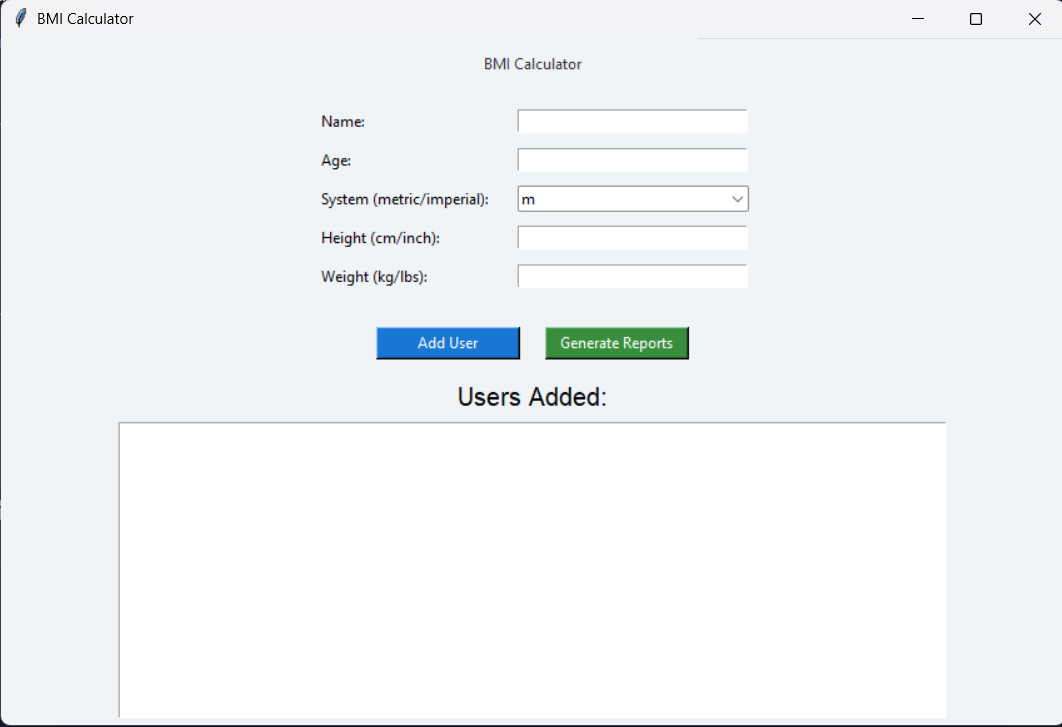 BMI Calculator
BMI Calculator
Name:
Age:
System (metric/imperial): m
Height (cm/inch):
Weight (kg/lbs):
Add User Generate Reports
Users Added: